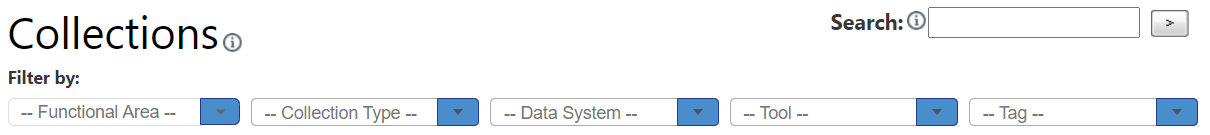 Collections
Search:
>
Filter by:
-- Functional Area --
-- Collection Type --
-- Data System --
-- Tool --
-- Tag --